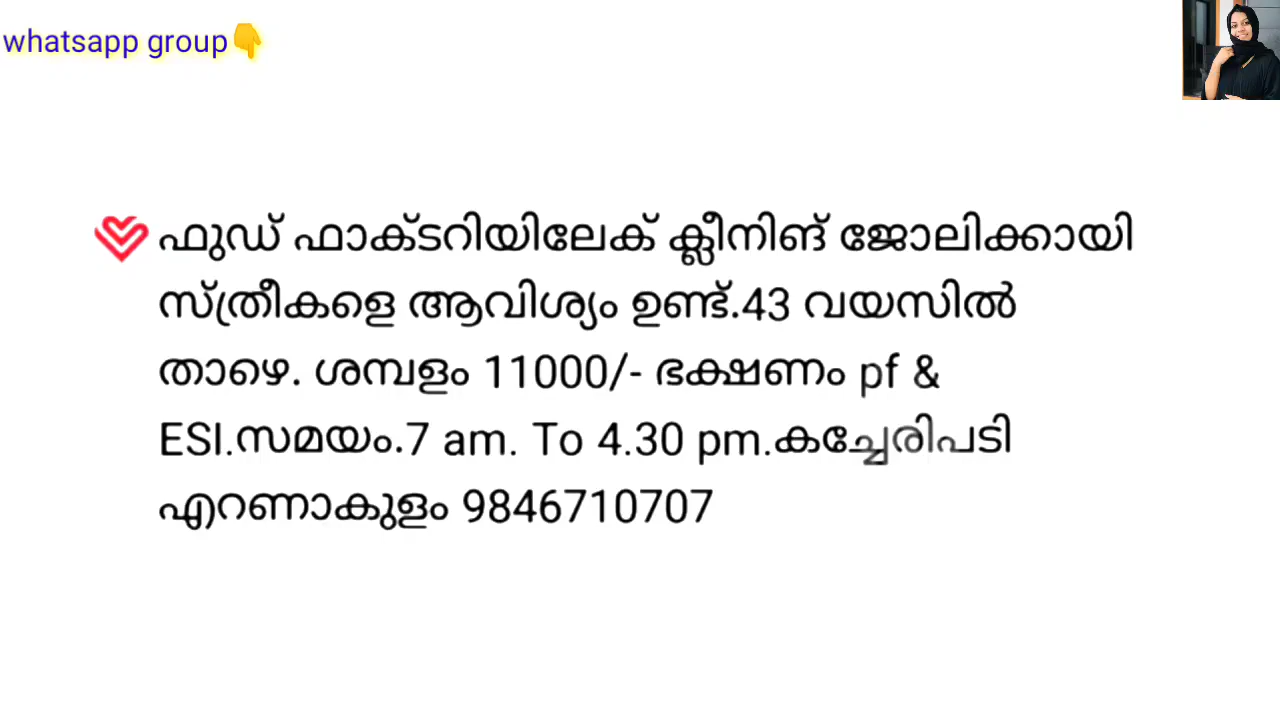 whatsapp group👇
ഫുഡ് ഫാക്ടറിയിലേക് ക്ലീനിങ് ജോലിക്കായി
സ്ത്രീകളെ ആവിശ്യം ഉണ്ട്.43 വയസിൽ
താഴെ. ശമ്പളം 11000/- ഭക്ഷണം pf &
ESI.സമയം.7 am. To 4.30 pm.കച്ചേരിപടി
എറണാകുളം 9846710707